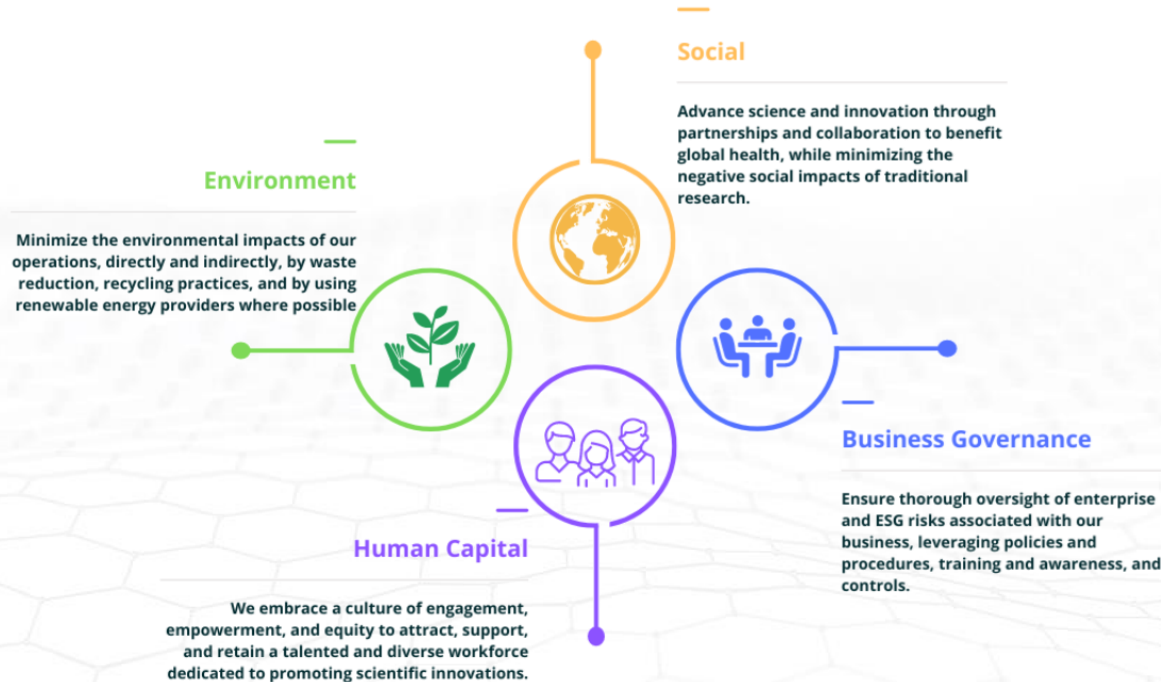 Social
Advance science and innovation through
partnerships and collaboration to benefit
global health, while minimizing the
negative social impacts of traditional
research.
Environment
Minimize the environmental impacts of our
operations, directly and indirectly, by waste
reduction, recycling practices, and by using
renewable energy providers where possible
Business Governance
Ensure thorough oversight of enterprise
and ESG risks associated with our
business, leveraging policies and
procedures, training and awareness, and
controls.
Human Capital
We embrace a culture of engagement,
empowerment, and equity to attract, support,
and retain a talented and diverse workforce
dedicated to promoting scientific innovations.